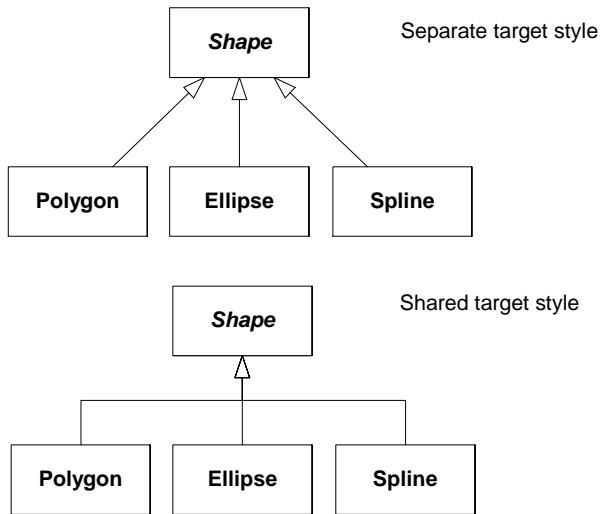 Shape
Separate target style
Polygon
Ellipse
Spline
Shape
Shared target style
Polygon
Ellipse
Spline